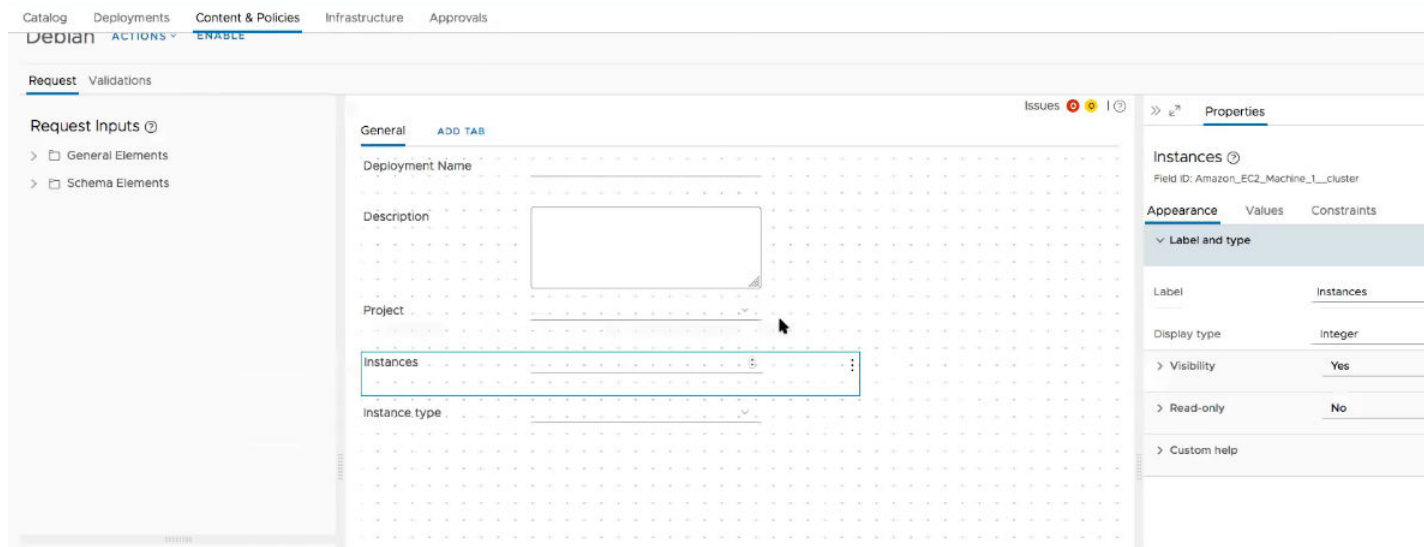 Catalog Deployments Content & Policies Infrastructure Approvals
Debian ACTIONS ENABLE
Request Validations
Request Inputs
General Elements
Schema Elements
Issues 0 0
General ADD TAB
Deployment Name
Description
Project
Instances
Instance type
Properties
Instances
Field ID: Amazon_EC2_Machine_1__cluster
Appearance Values Constraints
Label and type
Label Instances
Display type Integer
Visibility Yes
Read-only No
Custom help